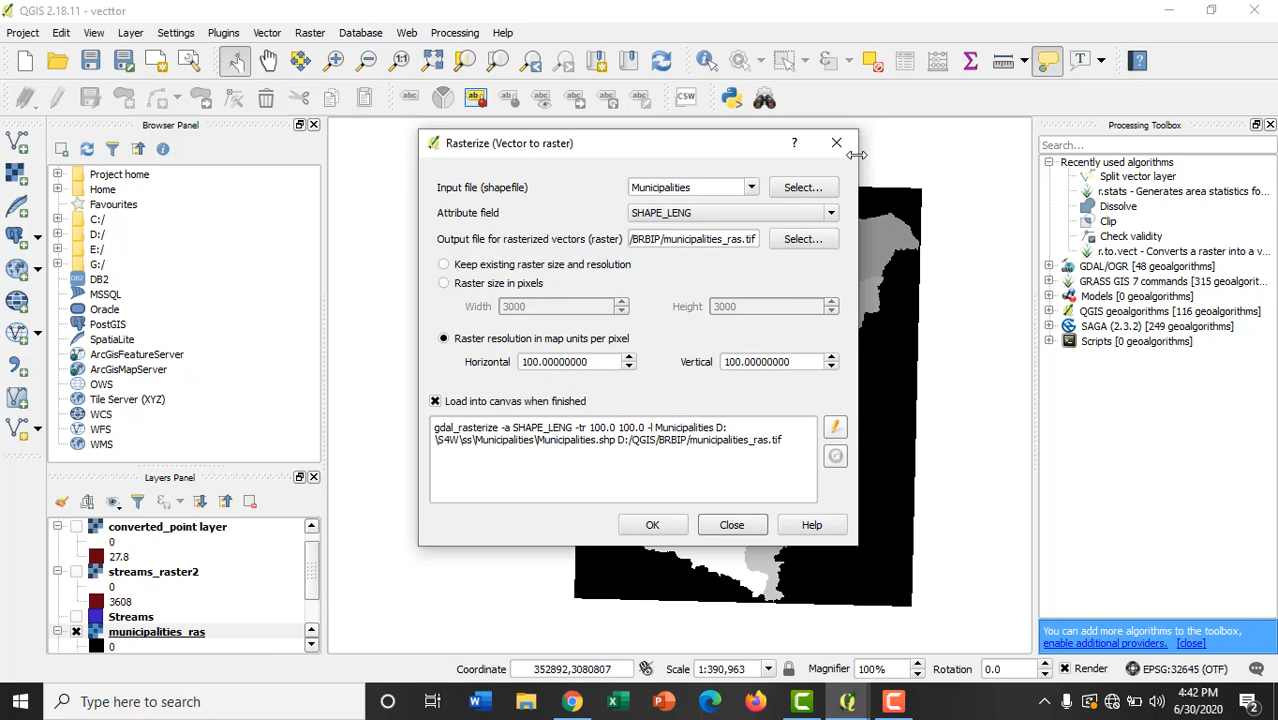 QGIS 2.18.11 - vecttor
Project Edit View Layer Settings Plugins Vector Raster Database Web Processing Help
CSW
Browser Panel
Project home
Home
Favourites
C:/
D:/
E:/
G:/
DB2
MSSQL
Oracle
PostGIS
SpatiaLite
ArcGisFeatureServer
ArcGisMapServer
OWS
Tile Server (XYZ)
WCS
WFS
WMS
Layers Panel
converted_point layer
0
27.8
streams_raster2
0
3608
Streams
municipalities_ras
0
Rasterize (Vector to raster)
Input file (shapefile) Municipalities Select...
Attribute field SHAPE_LENG
Output file for rasterized vectors (raster) /BRBIP/municipalities_ras.tif Select...
Keep existing raster size and resolution
Raster size in pixels
Width 3000 Height 3000
Raster resolution in map units per pixel
Horizontal 100.00000000 Vertical 100.00000000
Load into canvas when finished
gdal_rasterize -a SHAPE_LENG -tr 100.0 100.0 -l Municipalities D:
\S4W\ss\Municipalities\Municipalities.shp D:/QGIS/BRBIP/municipalities_ras.tif
OK Close Help
Processing Toolbox
Search...
Recently used algorithms
Split vector layer
r.stats - Generates area statistics fo
Dissolve
Clip
Check validity
r.to.vect - Converts a raster into a v
GDAL/OGR [48 geoalgorithms]
GRASS GIS 7 commands [315 geoalgorit...
Models [0 geoalgorithms]
QGIS geoalgorithms [116 geoalgorithms]
SAGA (2.3.2) [249 geoalgorithms]
Scripts [0 geoalgorithms]
You can add more algorithms to the toolbox,
enable additional providers. [close]
Coordinate 352892,3080807 Scale 1:390,963 Magnifier 100% Rotation 0.0 Render EPSG:32645 (OTF)
Type here to search
4:42 PM
6/30/2020
2